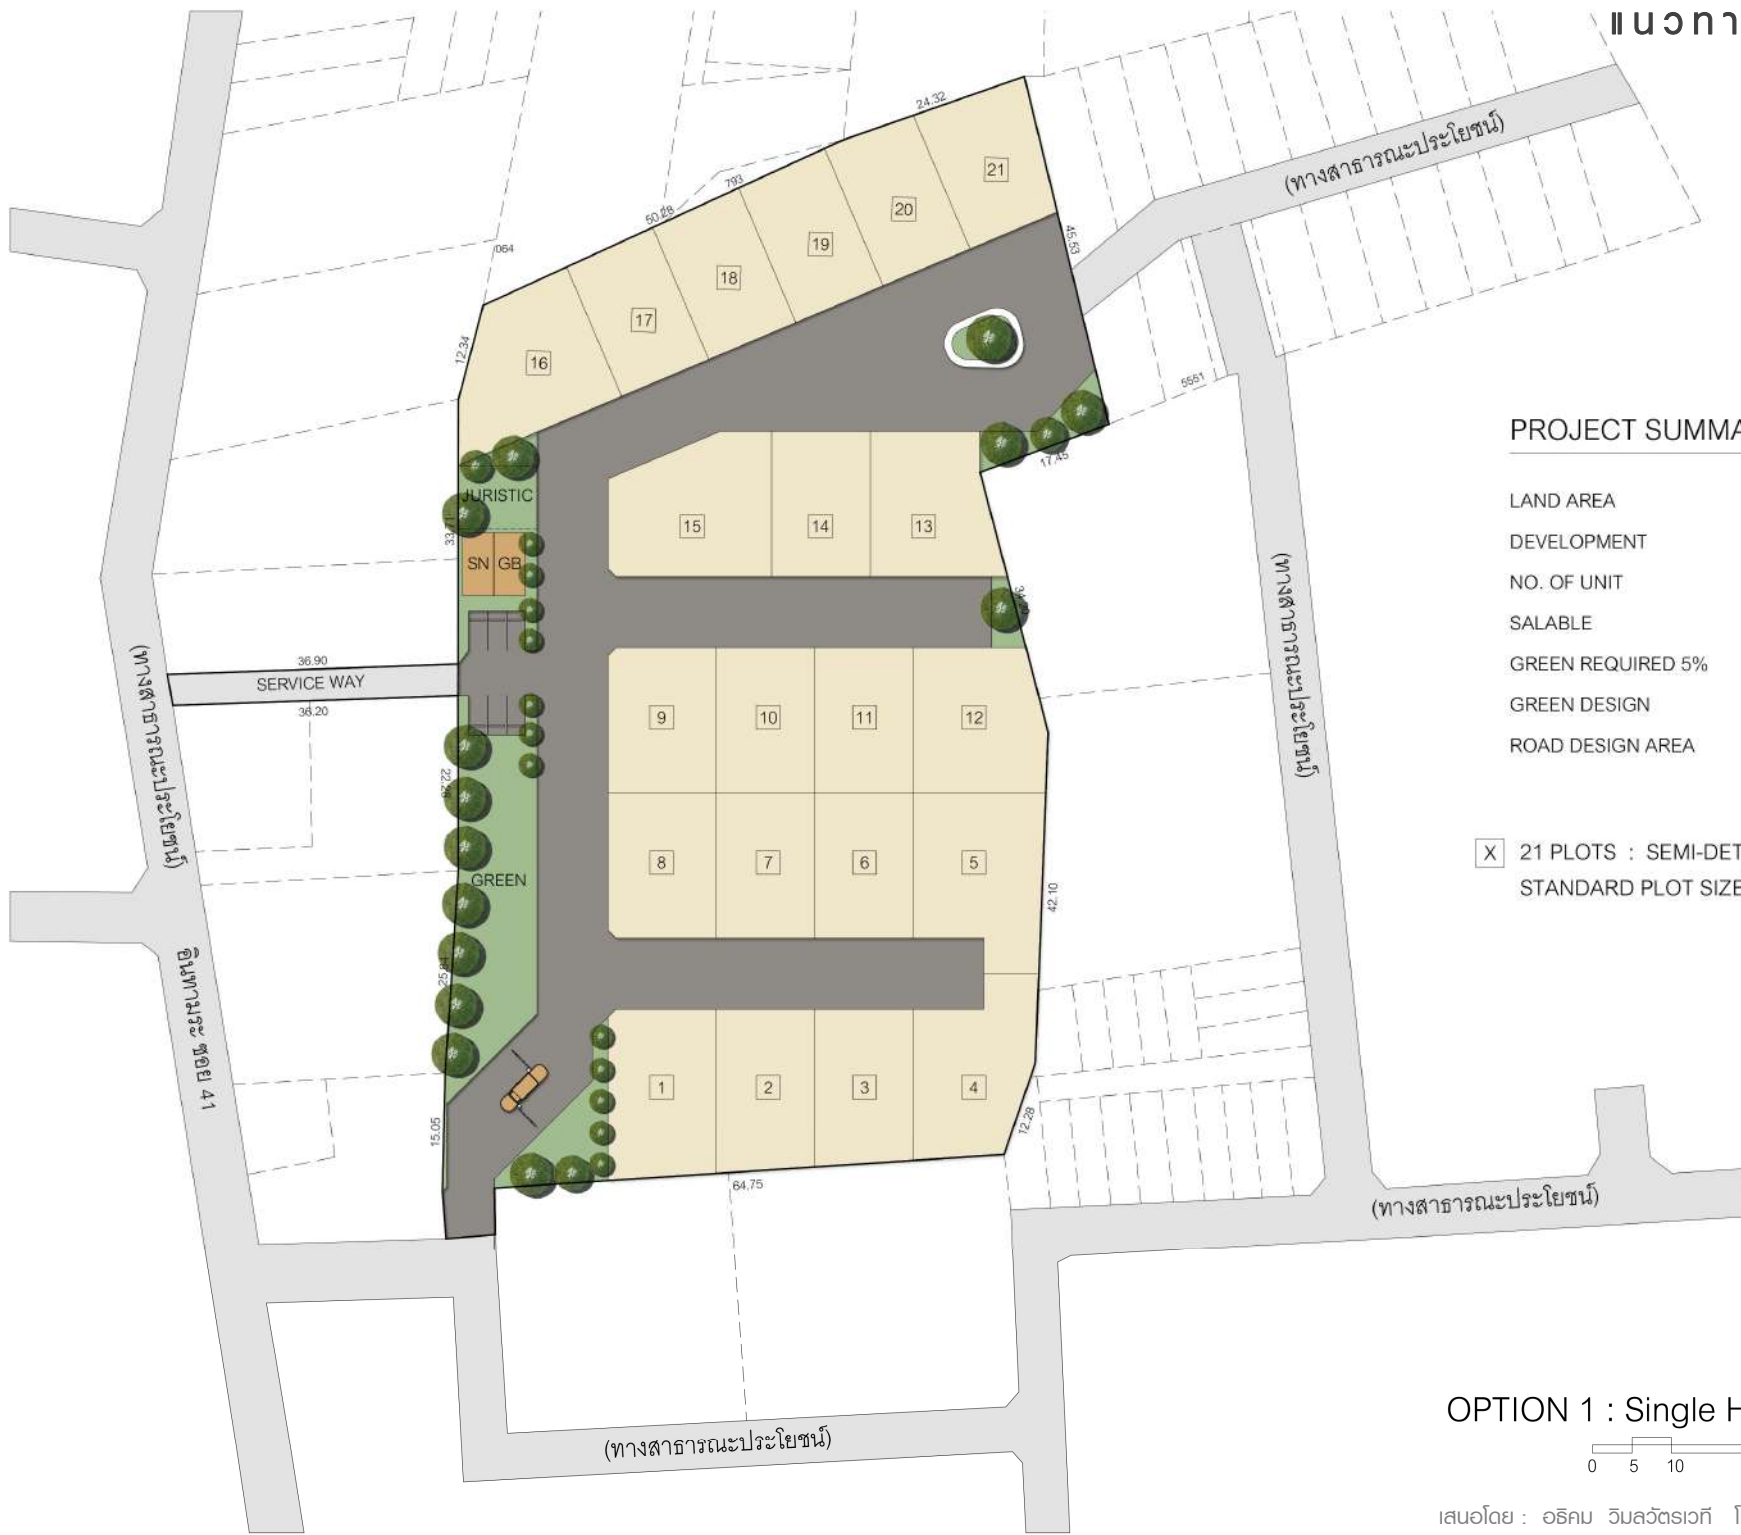 แนวทา
24.32
793
50.28
064
12.34
45.53
(ทางสาธารณะประโยชน์)
5551
17.45
21
20
19
18
17
16
PROJECT SUMMA
LAND AREA
DEVELOPMENT
NO. OF UNIT
SALABLE
GREEN REQUIRED 5%
GREEN DESIGN
ROAD DESIGN AREA
X 21 PLOTS : SEMI-DET
STANDARD PLOT SIZE
JURISTIC
SN GB
15 14 13
36.90
SERVICE WAY
36.20
(ทางสาธารณะประโยชน์)
(ทางสาธารณะประโยชน์)
9 10 11 12
22.28
8 7 6 5
GREEN
42.10
อินทามระ ซอย 41
1 2 3 4
15.05
12.28
64.75
(ทางสาธารณะประโยชน์)
(ทางสาธารณะประโยชน์)
OPTION 1 : Single H
0 5 10
เสนอโดย : อธิคม วิมลวัตรเวที